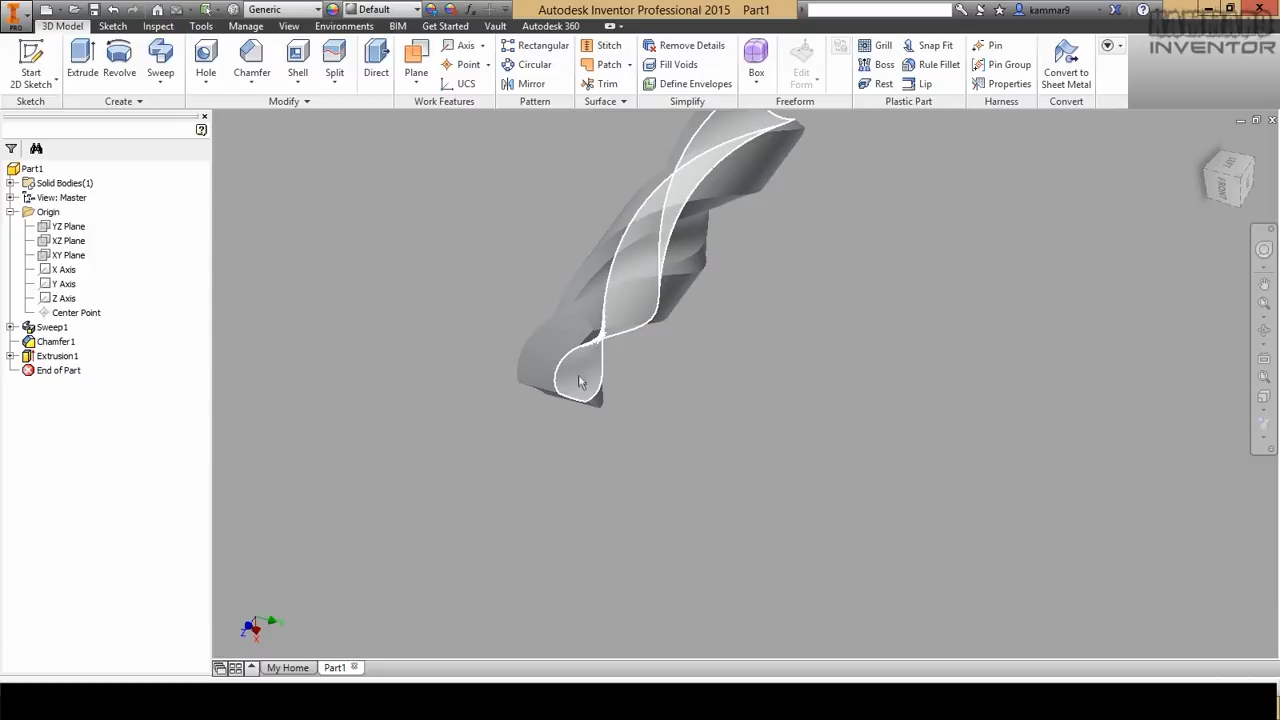 PRO
Generic
Default
Autodesk Inventor Professional 2015 Part1
kammar9
INVENTOR
3D Model Sketch Inspect Tools Manage View Environments BIM Get Started Vault Autodesk 360
Start
2D Sketch
Extrude Revolve Sweep
Hole Chamfer Shell Split Direct
Plane
Axis
Point
UCS
Rectangular
Circular
Mirror
Stitch
Patch
Trim
Remove Details
Fill Voids
Define Envelopes
Box
Edit
Form
Grill
Boss
Rest
Snap Fit
Rule Fillet
Lip
Pin
Pin Group
Properties
Convert to
Sheet Metal
Sketch Create Modify Work Features Pattern Surface Simplify Freeform Plastic Part Harness Convert
Part1
Solid Bodies(1)
View: Master
Origin
YZ Plane
XZ Plane
XY Plane
X Axis
Y Axis
Z Axis
Center Point
Sweep1
Chamfer1
Extrusion1
End of Part
LEFT
FRONT
Z
Y
X
My Home
Part1